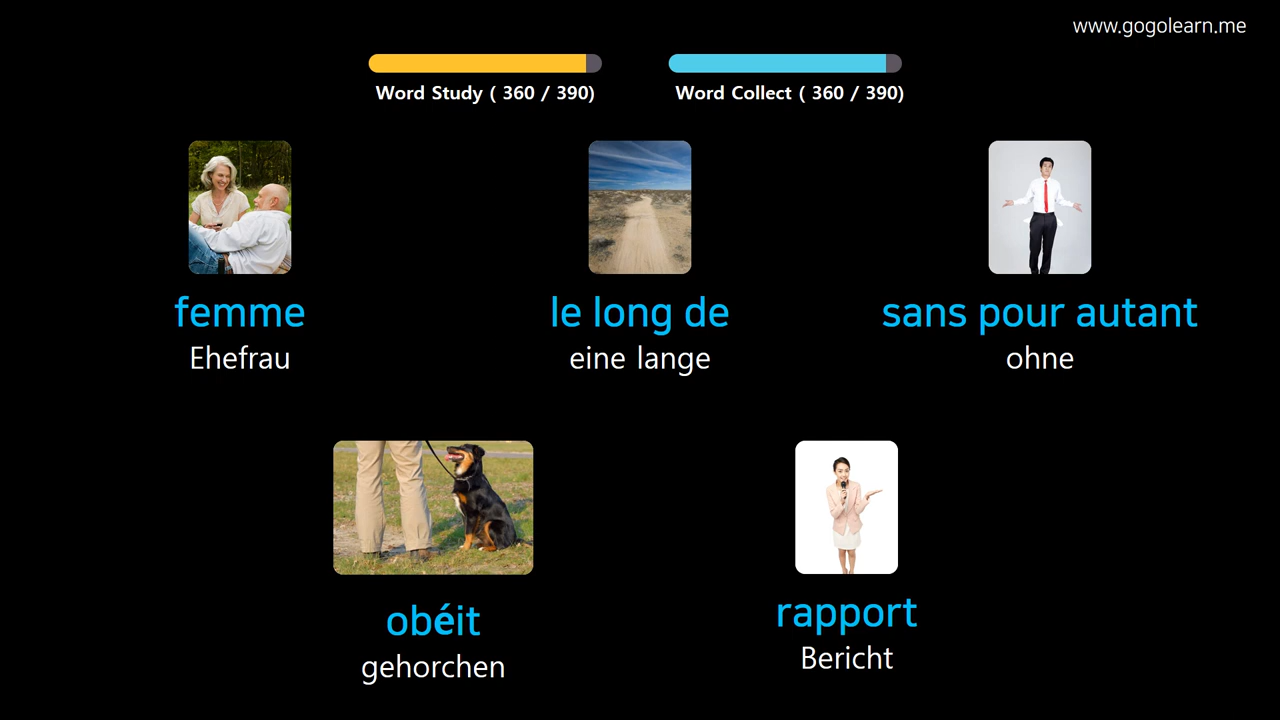 www.gogolearn.me
Word Study ( 360 / 390)
Word Collect ( 360 / 390)
femme
Ehefrau
le long de
eine lange
sans pour autant
ohne
obéit
gehorchen
rapport
Bericht